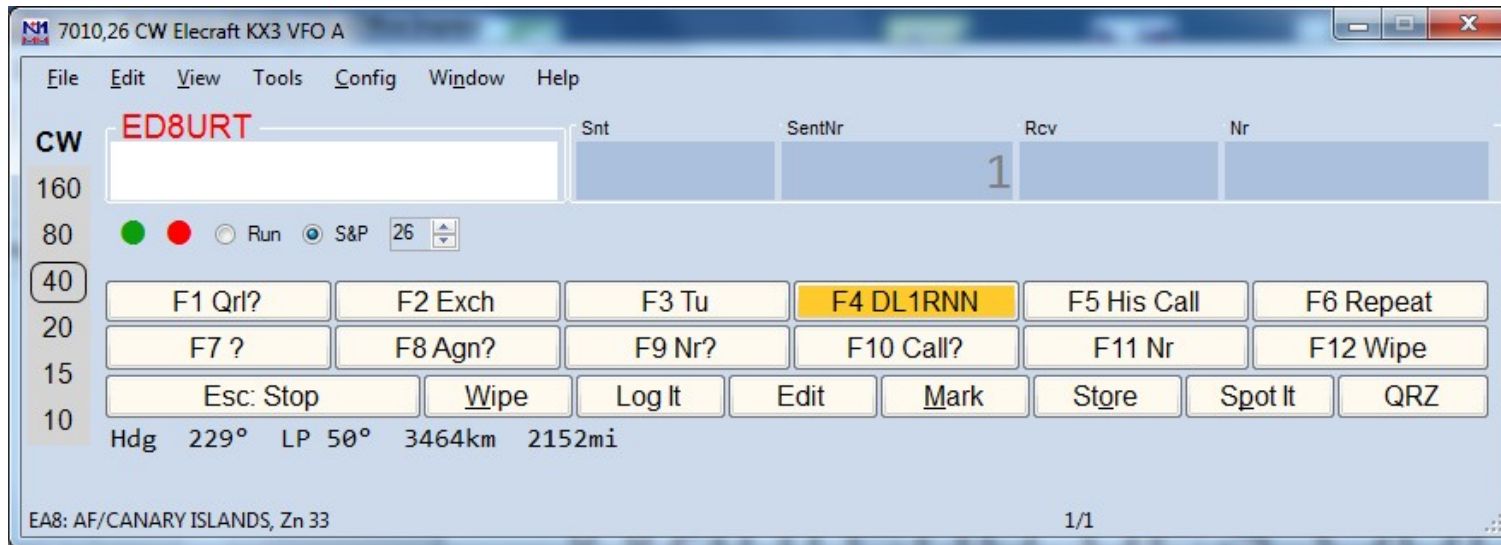 N1 MM 7010,26 CW Elecraft KX3 VFO A
File Edit View Tools Config Window Help
CW ED8URT Snt SentNr Rcv Nr
1
160
80 Run S&P 26
40 F1 Qrl? F2 Exch F3 Tu F4 DL1RNN F5 His Call F6 Repeat
20 F7 ? F8 Agn? F9 Nr? F10 Call? F11 Nr F12 Wipe
15 Esc: Stop Wipe Log It Edit Mark Store Spot It QRZ
10 Hdg 229° LP 50° 3464km 2152mi
EA8: AF/CANARY ISLANDS, Zn 33 1/1